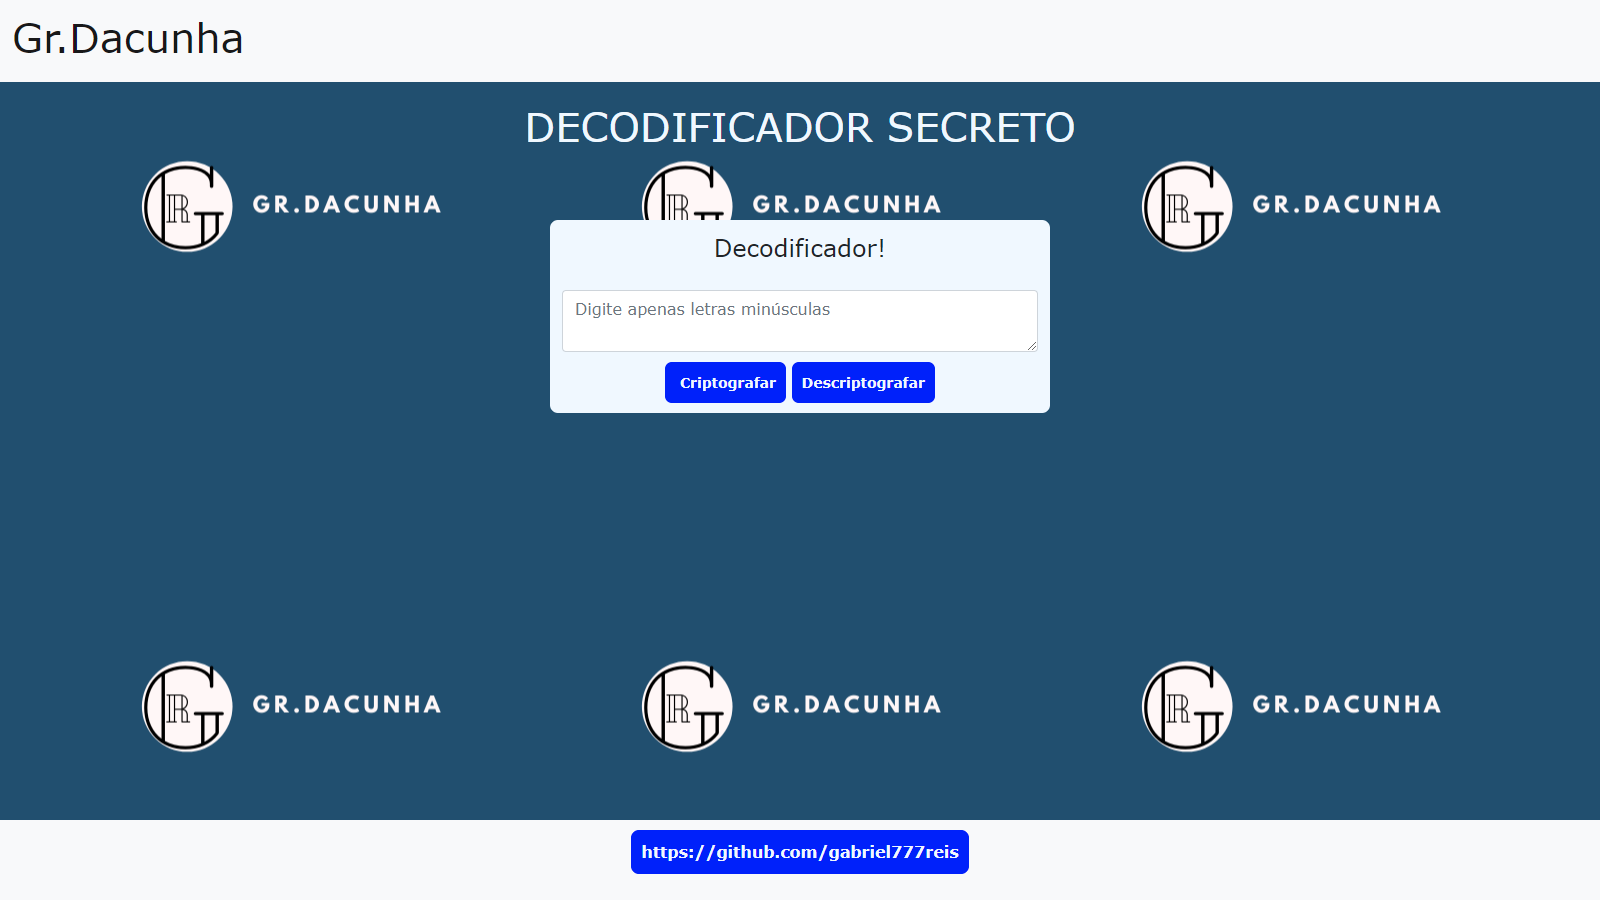 Gr.Dacunha
DECODIFICADOR SECRETO
GR.DACUNHA
GR.DACUNHA
GR.DACUNHA
Decodificador!
Digite apenas letras minúsculas
Criptografar
Descriptografar
GR.DACUNHA
GR.DACUNHA
GR.DACUNHA
https://github.com/gabriel777reis